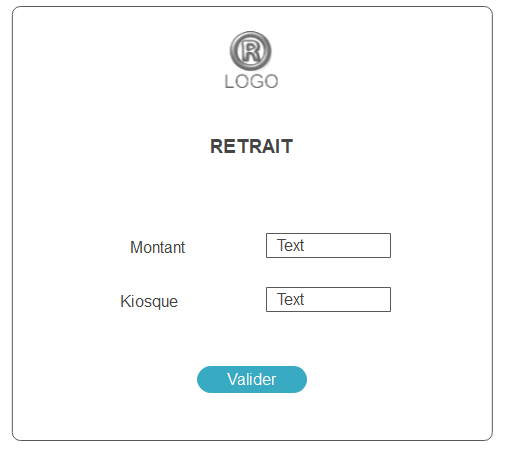 ®
LOGO
RETRAIT
Montant
Text
Kiosque
Text
Valider